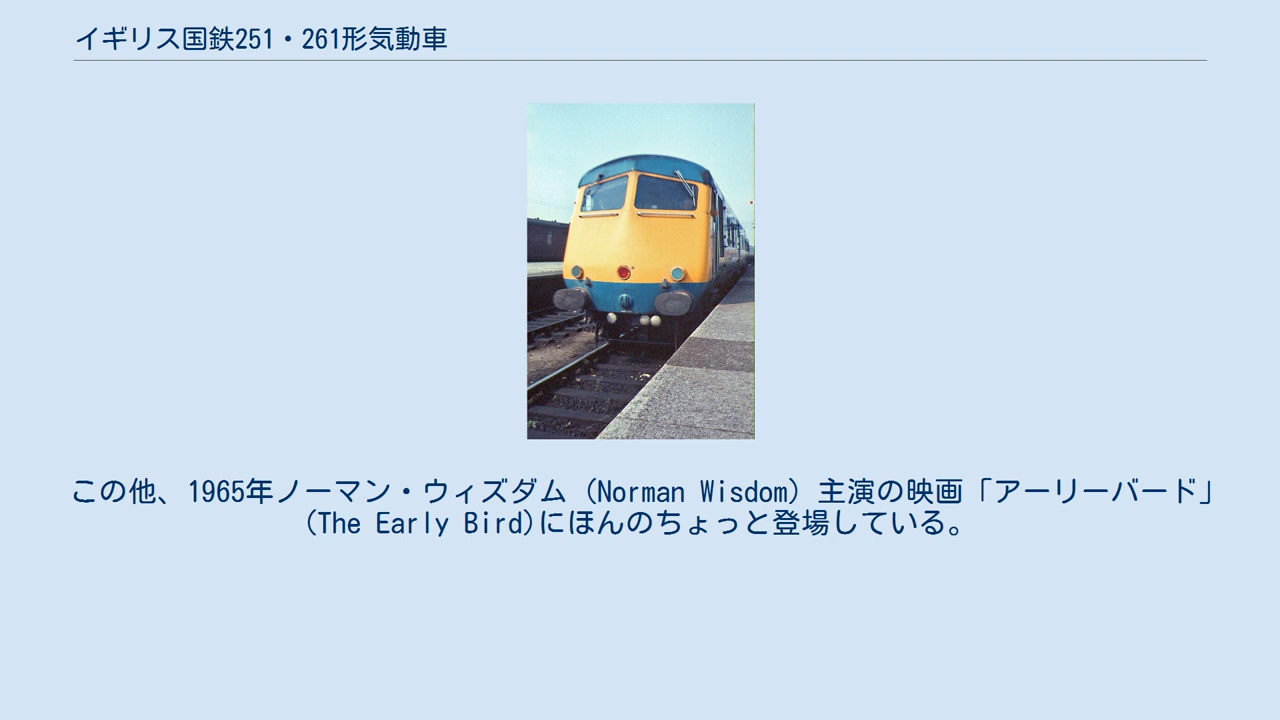 イギリス国鉄251・261形気動車
この他、1965年ノーマン・ウィズダム（Norman Wisdom）主演の映画「アーリーバード」
(The Early Bird)にほんのちょっと登場している。